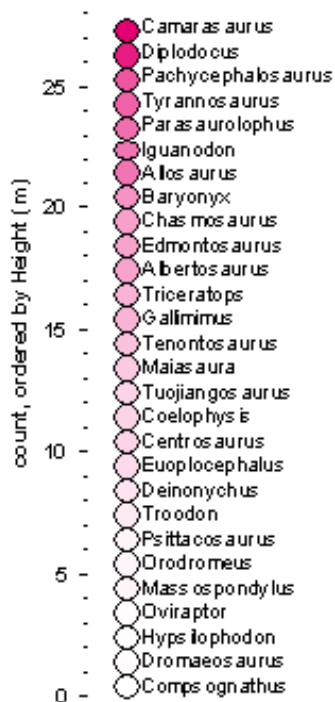 count, ordered by Height (m)
25
20
15
10
5
0
Camarasaurus
Diplodocus
Pachycephalosaurus
Tyrannosaurus
Parasaurolophus
Iguanodon
Allosaurus
Baryonyx
Chasmosaurus
Edmontosaurus
Albertosaurus
Triceratops
Gallimimus
Tenontosaurus
Maiasaura
Tuojiangosaurus
Coelophysis
Centrosaurus
Euoplocephalus
Deinonychus
Troodon
Psittacosaurus
Orodromeus
Massospondylus
Oviraptor
Hypsilophodon
Dromaeosaurus
Compsognathus